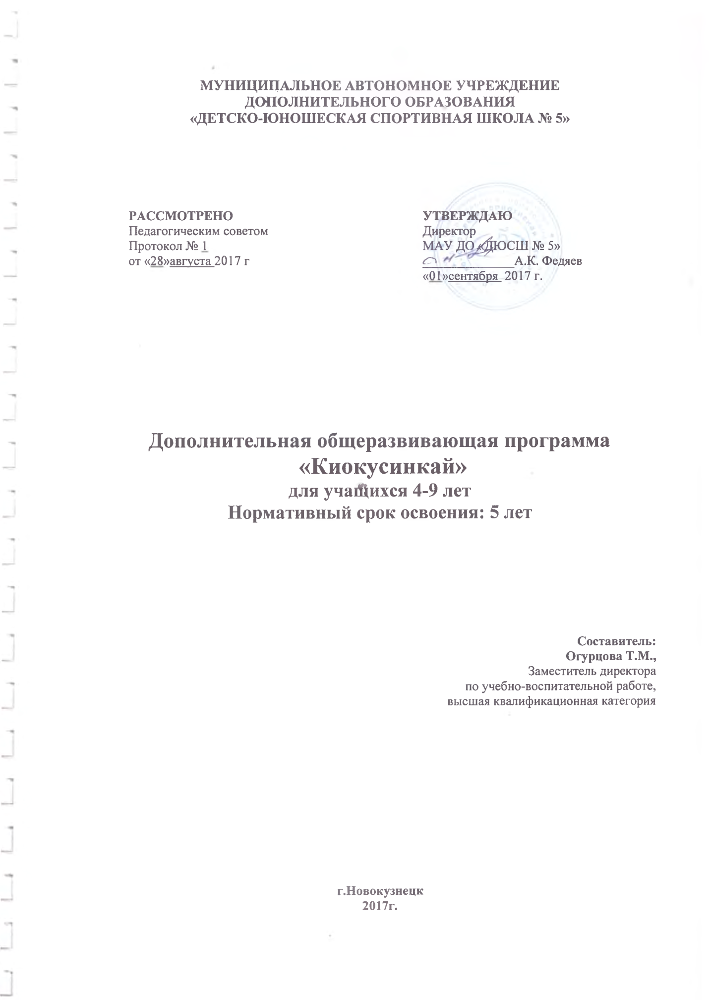 МУНИЦИПАЛЬНОЕ АВТОНОМНОЕ УЧРЕЖДЕНИЕ
ДОПОЛНИТЕЛЬНОГО ОБРАЗОВАНИЯ
«ДЕТСКО-ЮНОШЕСКАЯ СПОРТИВНАЯ ШКОЛА № 5»
РАССМОТРЕНО
Педагогическим советом
Протокол № 1
от «28»августа 2017 г
УТВЕРЖДАЮ
Директор
МАУ ДО «ДЮСШ № 5»
А.К. Федяев
«01»сентября 2017 г.
Дополнительная общеразвивающая программа
«Киокусинкай»
для учащихся 4-9 лет
Нормативный срок освоения: 5 лет
Составитель:
Огурцова Т.М.,
Заместитель директора
по учебно-воспитательной работе,
высшая квалификационная категория
г.Новокузнецк
2017г.